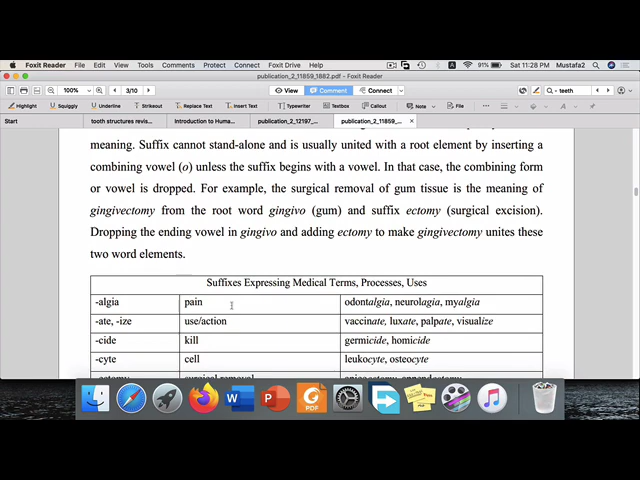 Foxit Reader File Edit View Tools Comments Protect Connect Foxit Drive Help 91% Sat 11:28 PM Mustafa2
publication_2_11859_1882.pdf - Foxit Reader
100% 3/10 View Comment Connect teeth
Highlight Squiggly Underline Strikeout Replace Text Insert Text Typewriter Textbox Callout Note File
Start tooth structures revis... Introduction to Huma... publication_2_12197_... publication_2_11859_...
meaning. Suffix cannot stand-alone and is usually united with a root element by inserting a
combining vowel (o) unless the suffix begins with a vowel. In that case, the combining form
or vowel is dropped. For example, the surgical removal of gum tissue is the meaning of
gingivectomy from the root word gingivo (gum) and suffix ectomy (surgical excision).
Dropping the ending vowel in gingivo and adding ectomy to make gingivectomy unites these
two word elements.
Suffixes Expressing Medical Terms, Processes, Uses
-algia pain odontalgia, neurolagia, myalgia
-ate, -ize use/action vaccinate, luxate, palpate, visualize
-cide kill germicide, homicide
-cyte cell leukocyte, osteocyte
PDF